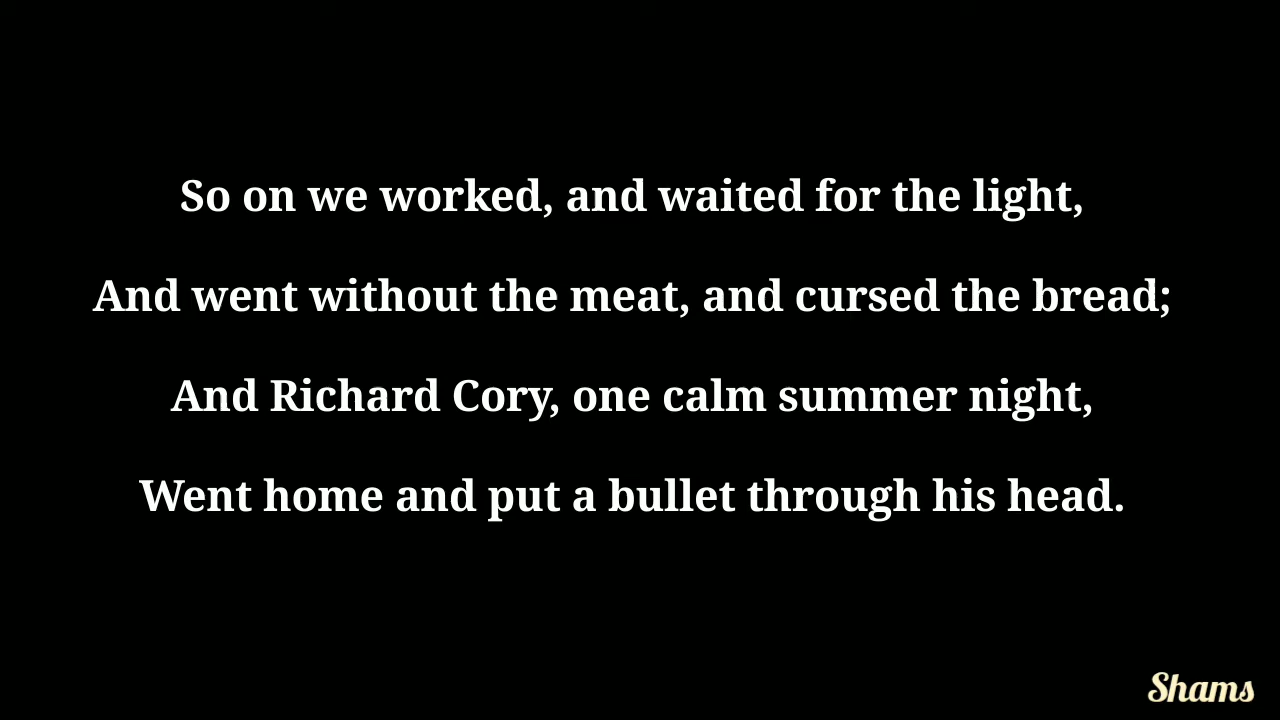 So on we worked, and waited for the light,
And went without the meat, and cursed the bread;
And Richard Cory, one calm summer night,
Went home and put a bullet through his head.
Shams